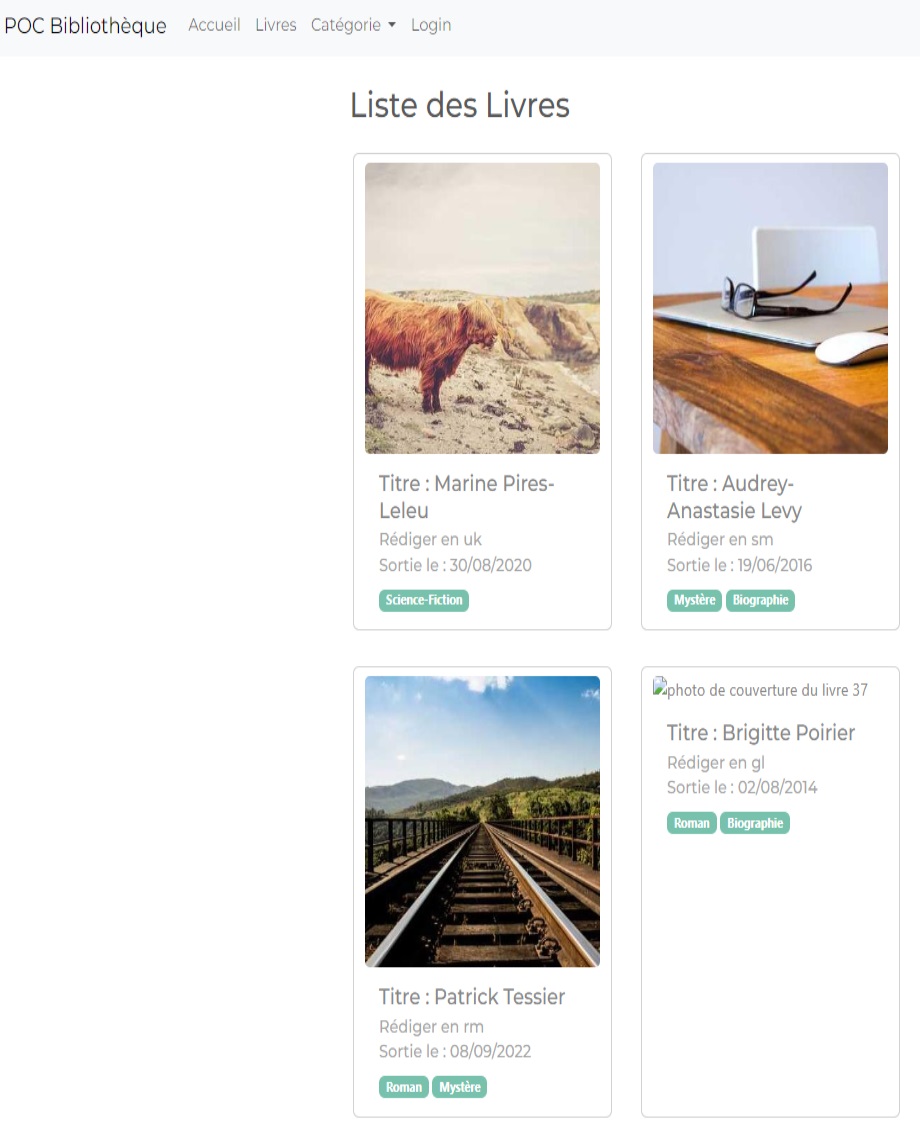 POC Bibliothèque Accueil Livres Catégorie Login
Liste des Livres
Titre : Marine Pires-
Leleu
Rédiger en uk
Sortie le : 30/08/2020
Science-Fiction
Titre : Audrey-
Anastasie Levy
Rédiger en sm
Sortie le : 19/06/2016
Mystère Biographie
Titre : Patrick Tessier
Rédiger en rm
Sortie le : 08/09/2022
Roman Mystère
photo de couverture du livre 37
Titre : Brigitte Poirier
Rédiger en gl
Sortie le : 02/08/2014
Roman Biographie